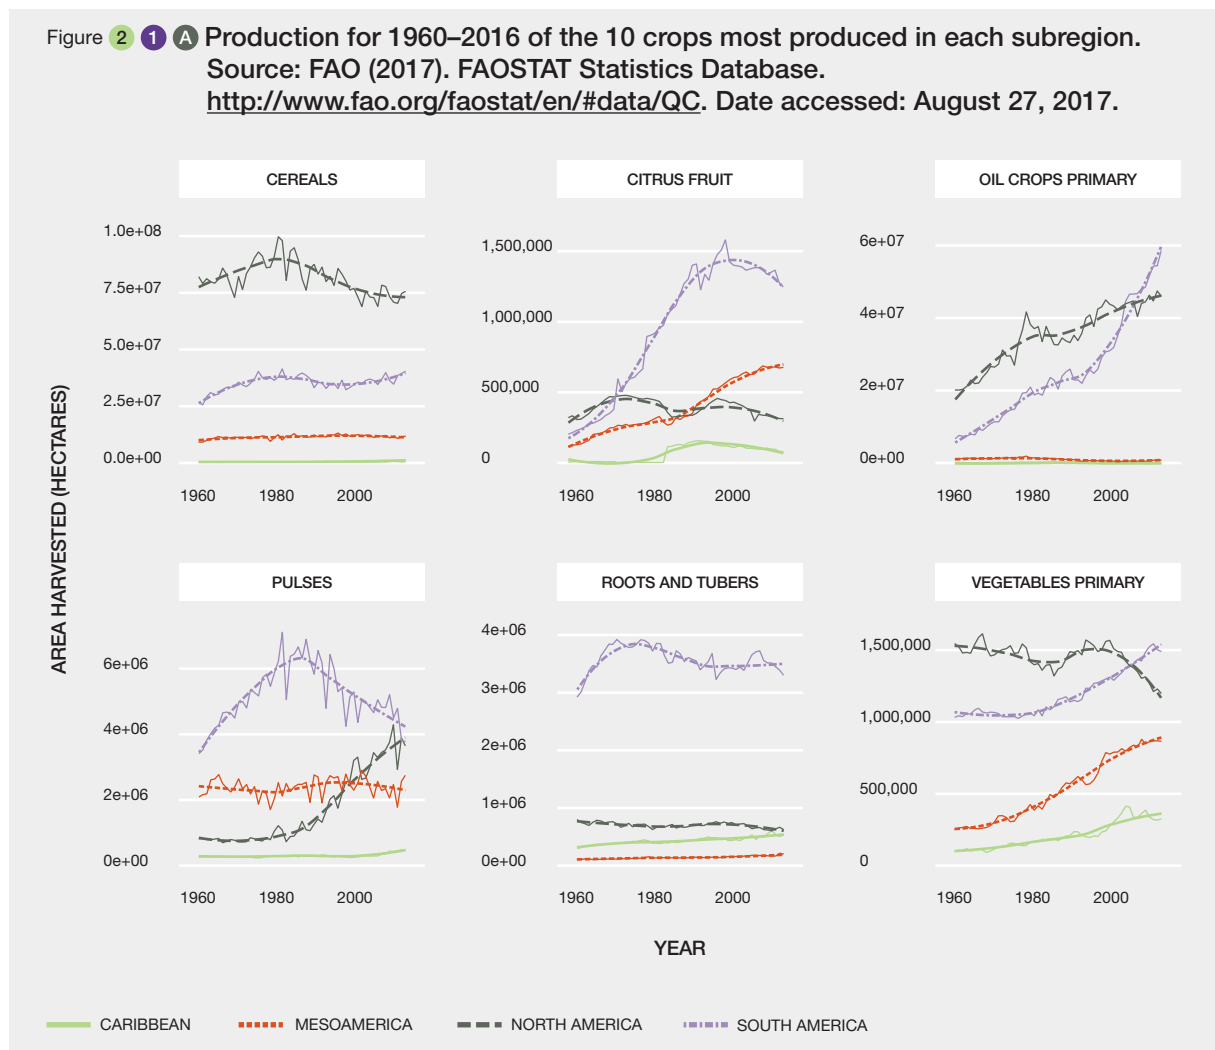 Figure 2 1 A Production for 1960–2016 of the 10 crops most produced in each subregion.
Source: FAO (2017). FAOSTAT Statistics Database.
http://www.fao.org/faostat/en/#data/QC. Date accessed: August 27, 2017.
AREA HARVESTED (HECTARES)
CEREALS
1.0e+08
7.5e+07
5.0e+07
2.5e+07
0.0e+00
1960 1980 2000
CITRUS FRUIT
1,500,000
1,000,000
500,000
0
1960 1980 2000
OIL CROPS PRIMARY
6e+07
4e+07
2e+07
0e+00
1960 1980 2000
PULSES
6e+06
4e+06
2e+06
0e+00
1960 1980 2000
ROOTS AND TUBERS
4e+06
3e+06
2e+06
1e+06
0e+00
1960 1980 2000
VEGETABLES PRIMARY
1,500,000
1,000,000
500,000
0
1960 1980 2000
YEAR
CARIBBEAN MESOAMERICA NORTH AMERICA SOUTH AMERICA